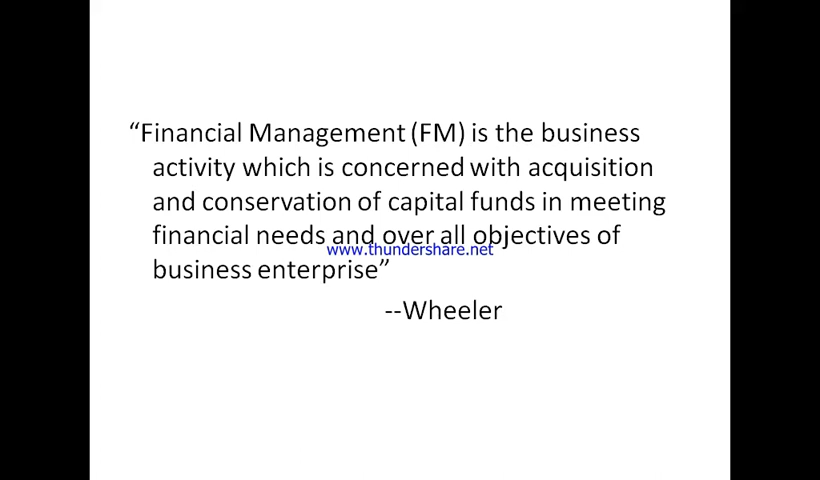 “Financial Management (FM) is the business
activity which is concerned with acquisition
and conservation of capital funds in meeting
financial needs and over all objectives of
www.thundershare.net
business enterprise”
--Wheeler